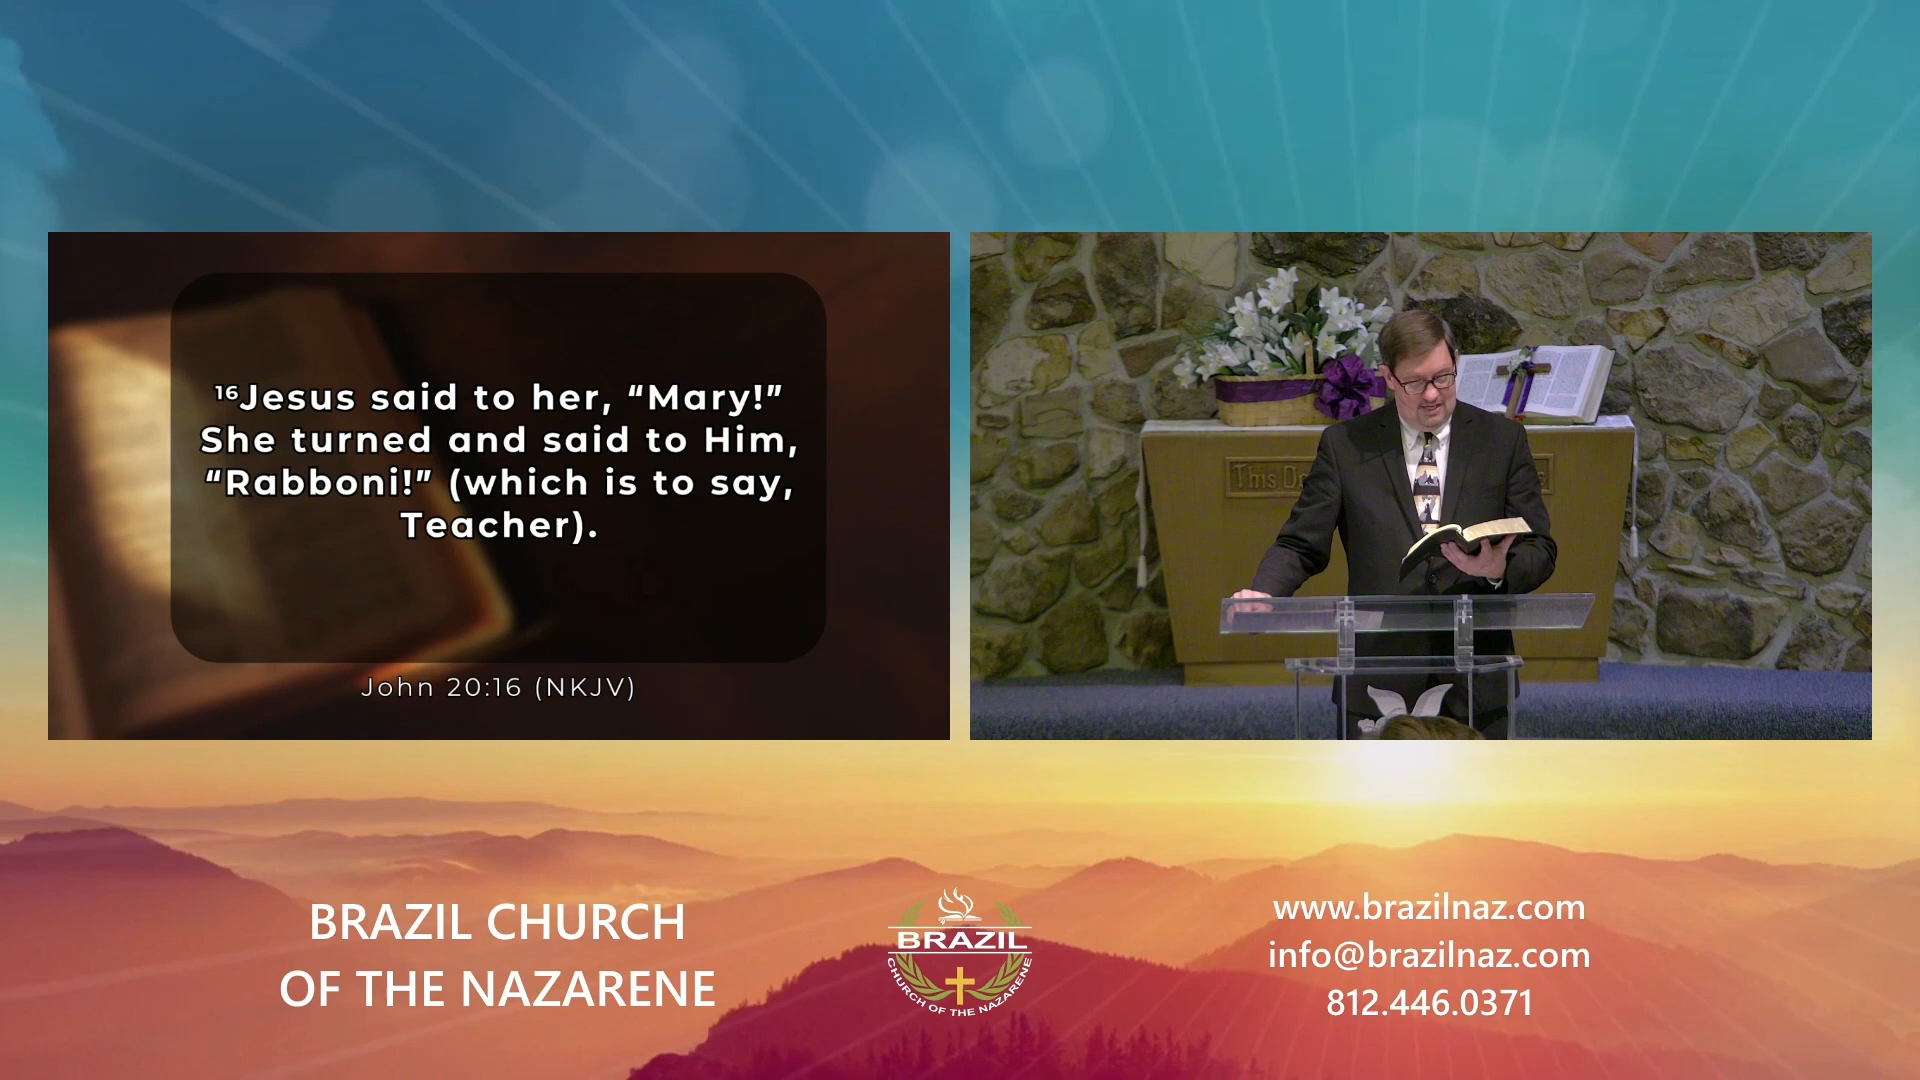 ¹⁶Jesus said to her, “Mary!”
She turned and said to Him,
“Rabboni!” (which is to say,
Teacher).
John 20:16 (NKJV)
This
BRAZIL CHURCH
OF THE NAZARENE
BRAZIL
CHURCH OF THE NAZARENE
www.brazilnaz.com
info@brazilnaz.com
812.446.0371